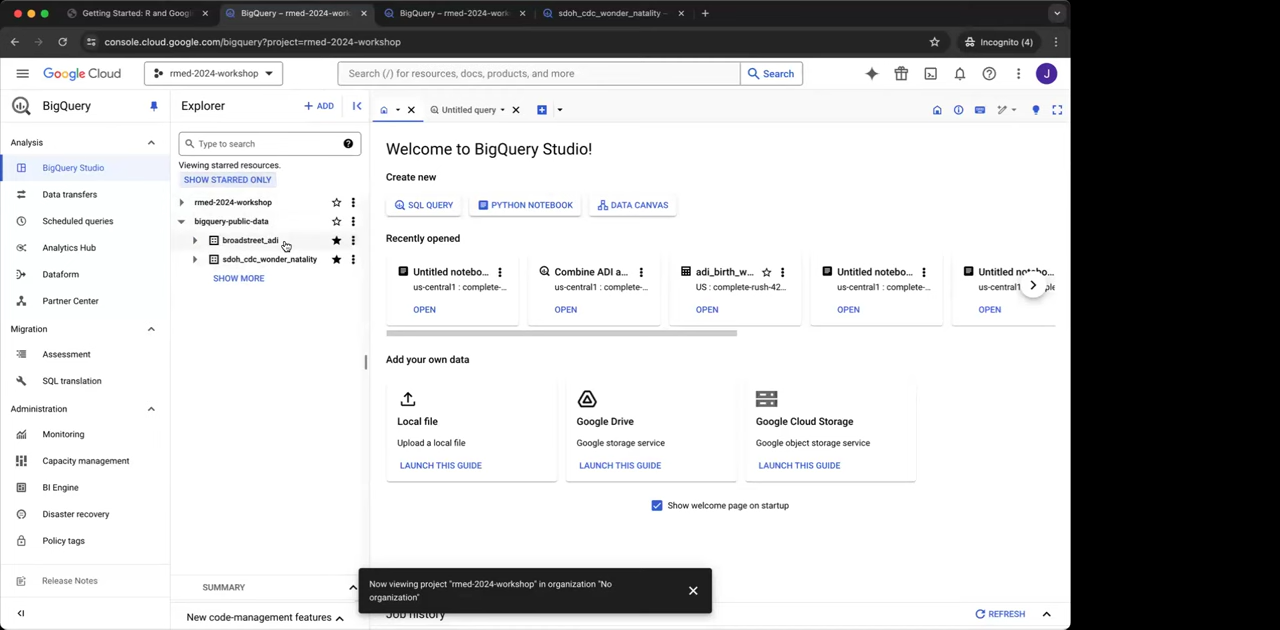 Getting Started: R and Goog
BigQuery – rmed-2024-work
BigQuery – rmed-2024-work
sdoh_cdc_wonder_natality –
console.cloud.google.com/bigquery?project=rmed-2024-workshop
Incognito (4)
Google Cloud
rmed-2024-workshop
Search (/) for resources, docs, products, and more
Search
J
BigQuery
Analysis
BigQuery Studio
Data transfers
Scheduled queries
Analytics Hub
Dataform
Partner Center
Migration
Assessment
SQL translation
Administration
Monitoring
Capacity management
BI Engine
Disaster recovery
Policy tags
Release Notes
Explorer
+ ADD
Type to search
Viewing starred resources.
SHOW STARRED ONLY
rmed-2024-workshop
bigquery-public-data
broadstreet_adi
sdoh_cdc_wonder_natality
SHOW MORE
SUMMARY
New code-management features
Untitled query
Welcome to BigQuery Studio!
Create new
SQL QUERY
PYTHON NOTEBOOK
DATA CANVAS
Recently opened
Untitled notebo...
us-central1 : complete-...
OPEN
Combine ADI a...
us-central1 : complete-...
OPEN
adi_birth_w...
US : complete-rush-42...
OPEN
Untitled notebo...
us-central1 : complete-...
OPEN
Untitled notebo...
us-central1 : comple
OPEN
Add your own data
Local file
Upload a local file
LAUNCH THIS GUIDE
Google Drive
Google storage service
LAUNCH THIS GUIDE
Google Cloud Storage
Google object storage service
LAUNCH THIS GUIDE
Show welcome page on startup
Now viewing project "rmed-2024-workshop" in organization "No
organization"
Job history
REFRESH